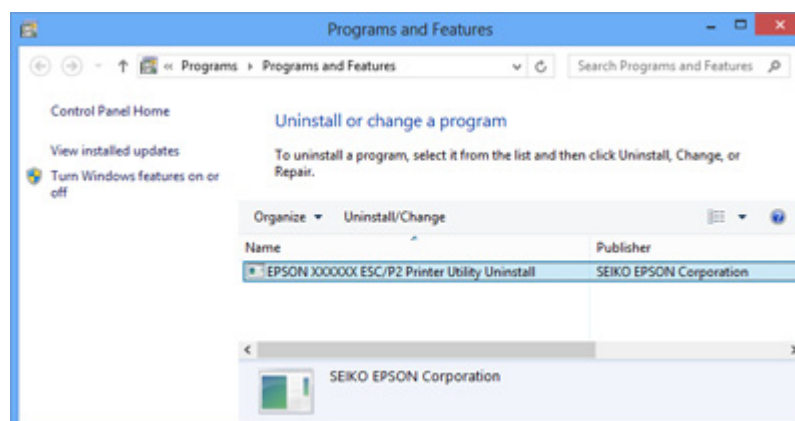 Programs and Features
« Programs › Programs and Features
Search Programs and Features
Control Panel Home
View installed updates
Turn Windows features on or
off
Uninstall or change a program
To uninstall a program, select it from the list and then click Uninstall, Change, or
Repair.
Organize Uninstall/Change
Name Publisher
EPSON XXXXXX ESC/P2 Printer Utility Uninstall SEIKO EPSON Corporation
SEIKO EPSON Corporation